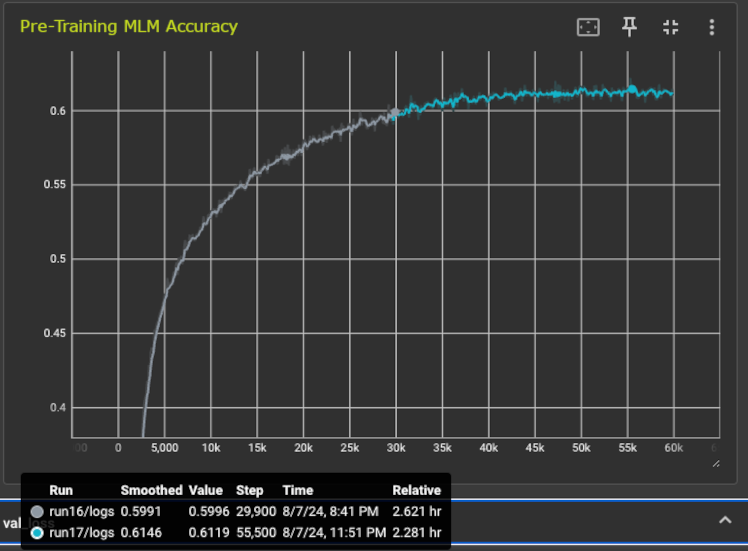 Pre-Training MLM Accuracy
0.6
0.55
0.5
0.45
0.4
0 5,000 10k 15k 20k 25k 30k 35k 40k 45k 50k 55k 60k
Run Smoothed Value Step Time Relative
run16/logs 0.5991 0.5996 29,900 8/7/24, 8:41 PM 2.621 hr
run17/logs 0.6146 0.6119 55,500 8/7/24, 11:51 PM 2.281 hr
val_loss